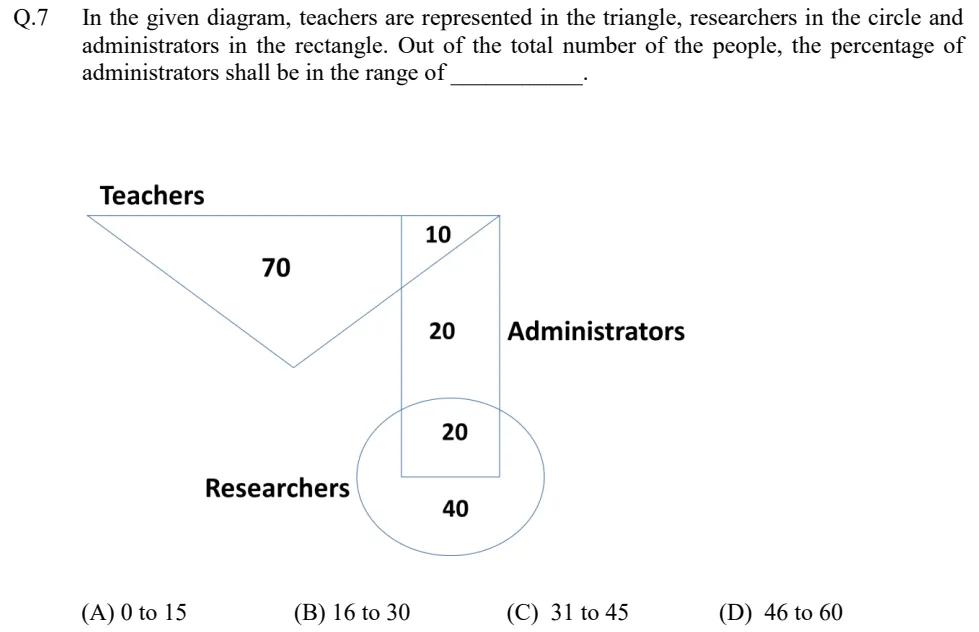 Q.7 In the given diagram, teachers are represented in the triangle, researchers in the circle and
administrators in the rectangle. Out of the total number of the people, the percentage of
administrators shall be in the range of ____________.
Teachers
10
70
20 Administrators
20
Researchers
40
(A) 0 to 15 (B) 16 to 30 (C) 31 to 45 (D) 46 to 60